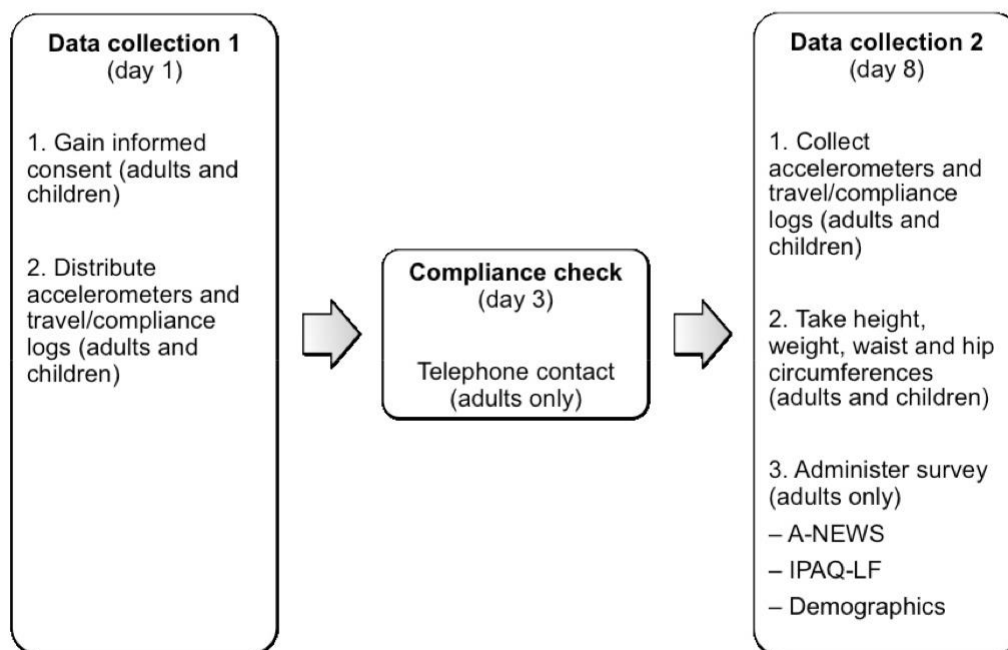 Data collection 1
(day 1)
1. Gain informed
consent (adults and
children)
2. Distribute
accelerometers and
travel/compliance
logs (adults and
children)
Compliance check
(day 3)
Telephone contact
(adults only)
Data collection 2
(day 8)
1. Collect
accelerometers and
travel/compliance
logs (adults and
children)
2. Take height,
weight, waist and hip
circumferences
(adults and children)
3. Administer survey
(adults only)
– A-NEWS
– IPAQ-LF
– Demographics